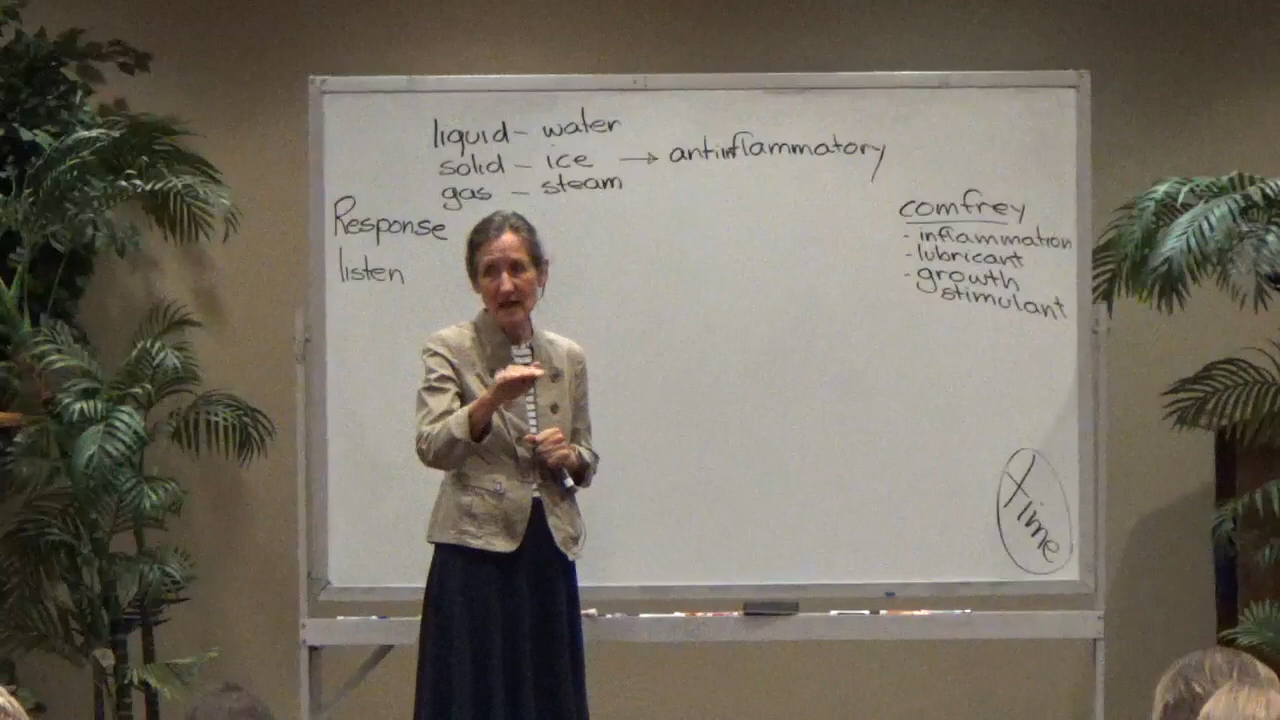 liquid - water
solid - ice → antiinflammatory
gas - steam
Response
listen
comfrey
- inflammation
- lubricant
- growth
stimulant
time